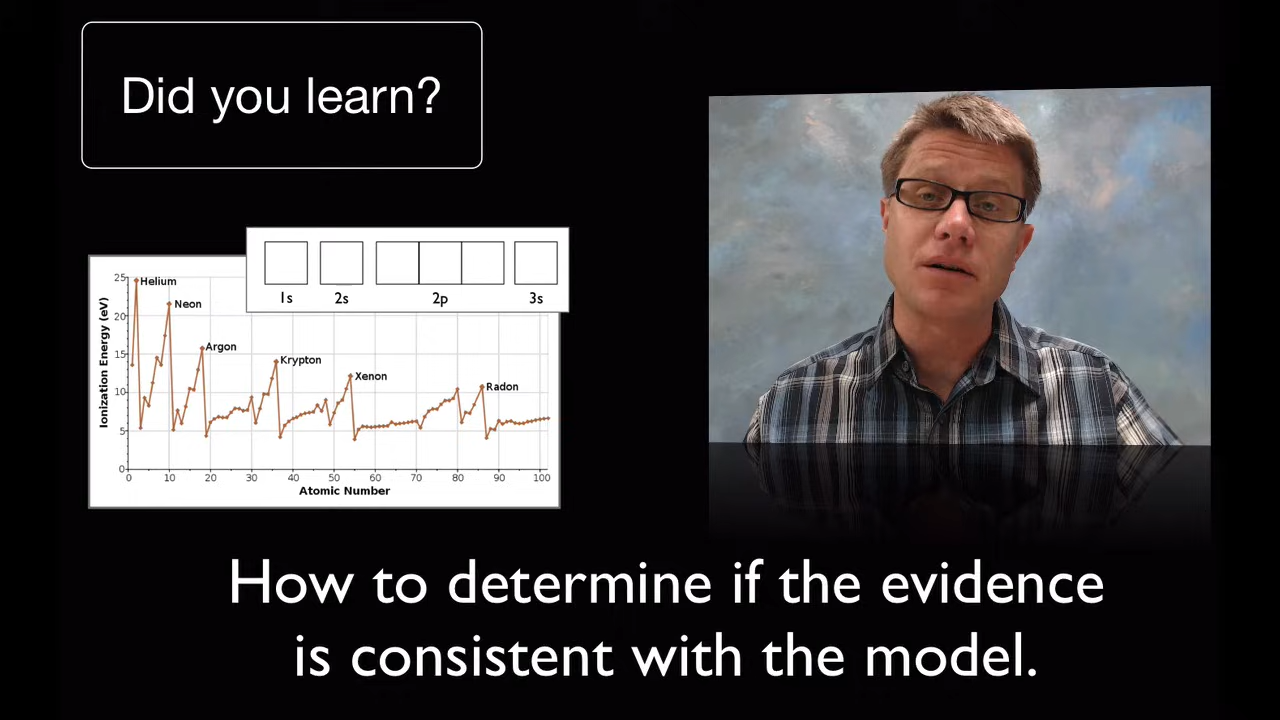 Did you learn?
1s 2s 2p 3s
Ionization Energy (eV)
25
20
15
10
5
0
Helium
Neon
Argon
Krypton
Xenon
Radon
0 10 20 30 40 50 60 70 80 90 100
Atomic Number
How to determine if the evidence
is consistent with the model.